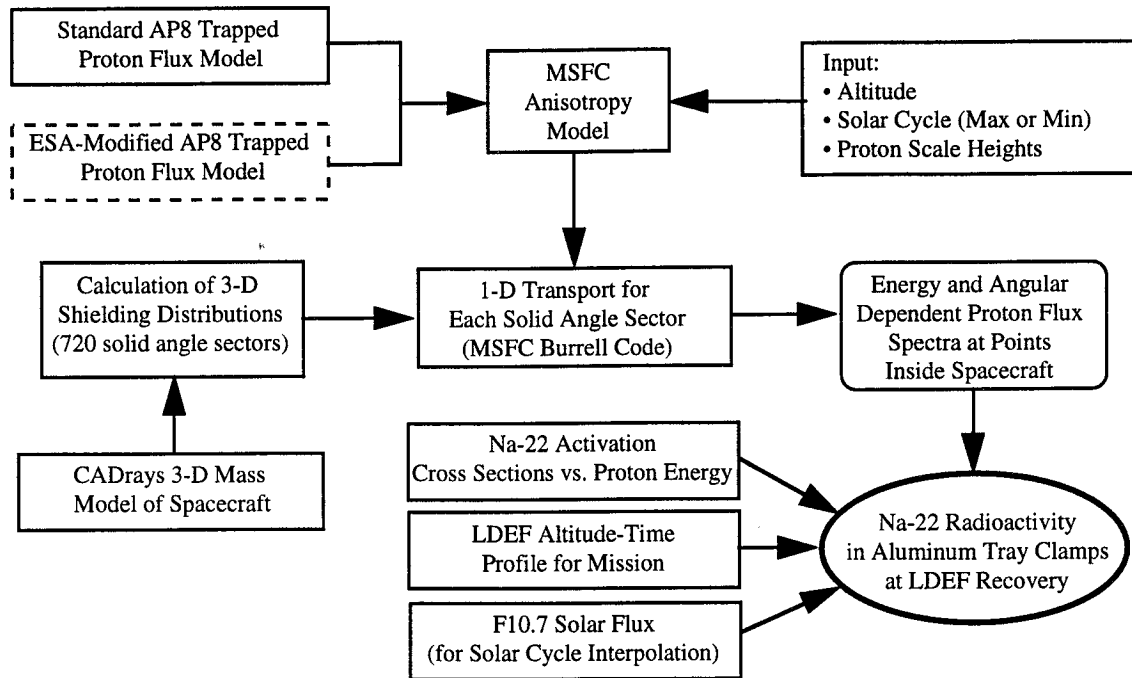 Standard AP8 Trapped
Proton Flux Model
ESA-Modified AP8 Trapped
Proton Flux Model
MSFC
Anisotropy
Model
Input:
• Altitude
• Solar Cycle (Max or Min)
• Proton Scale Heights
Calculation of 3-D
Shielding Distributions
(720 solid angle sectors)
1-D Transport for
Each Solid Angle Sector
(MSFC Burrell Code)
Energy and Angular
Dependent Proton Flux
Spectra at Points
Inside Spacecraft
CADrays 3-D Mass
Model of Spacecraft
Na-22 Activation
Cross Sections vs. Proton Energy
LDEF Altitude-Time
Profile for Mission
F10.7 Solar Flux
(for Solar Cycle Interpolation)
Na-22 Radioactivity
in Aluminum Tray Clamps
at LDEF Recovery